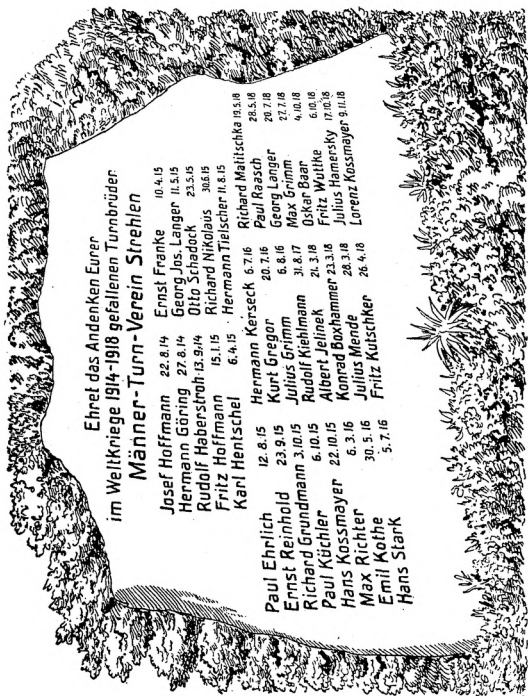 Ehret das Andenken Eurer
im Weltkriege 1914-1918 gefallenen Turnbrüder
Männer-Turn-Verein Strehlen
Josef Hoffmann 22.8.14
Hermann Göring 27.8.14
Rudolf Haberstroh 13.9.14
Fritz Hoffmann 15.1.15
Karl Hentschel 6.4.15
Ernst Franke 10.4.15
Georg Jos. Langer 11.5.15
Otto Schadock 23.5.15
Richard Nikolaus 30.6.15
Hermann Tielscher 11.8.15
Paul Ehrlich 12.8.15
Ernst Reinhold 23.9.15
Richard Grundmann 3.10.15
Paul Küchler 6.10.15
Hans Kossmayer 22.10.15
Max Richter 6.3.16
Emil Kothe 30.5.16
Hans Stark 5.7.16
Hermann Kerseck 6.7.16
Kurt Gregor 20.7.16
Julius Grimm 6.8.16
Rudolf Kiehlmann 31.8.17
Albert Jelinek 21.3.18
Konrad Boxhammer 23.3.18
Julius Mende 28.3.18
Fritz Kutschker 26.4.18
Richard Matitschka 19.5.18
Paul Raasch 28.5.18
Georg Langer 20.7.18
Max Grimm 27.7.18
Oskar Baar 4.10.18
Fritz Wuttke 6.10.18
Julius Hamersky 17.10.18
Lorenz Kossmayer 9.11.18